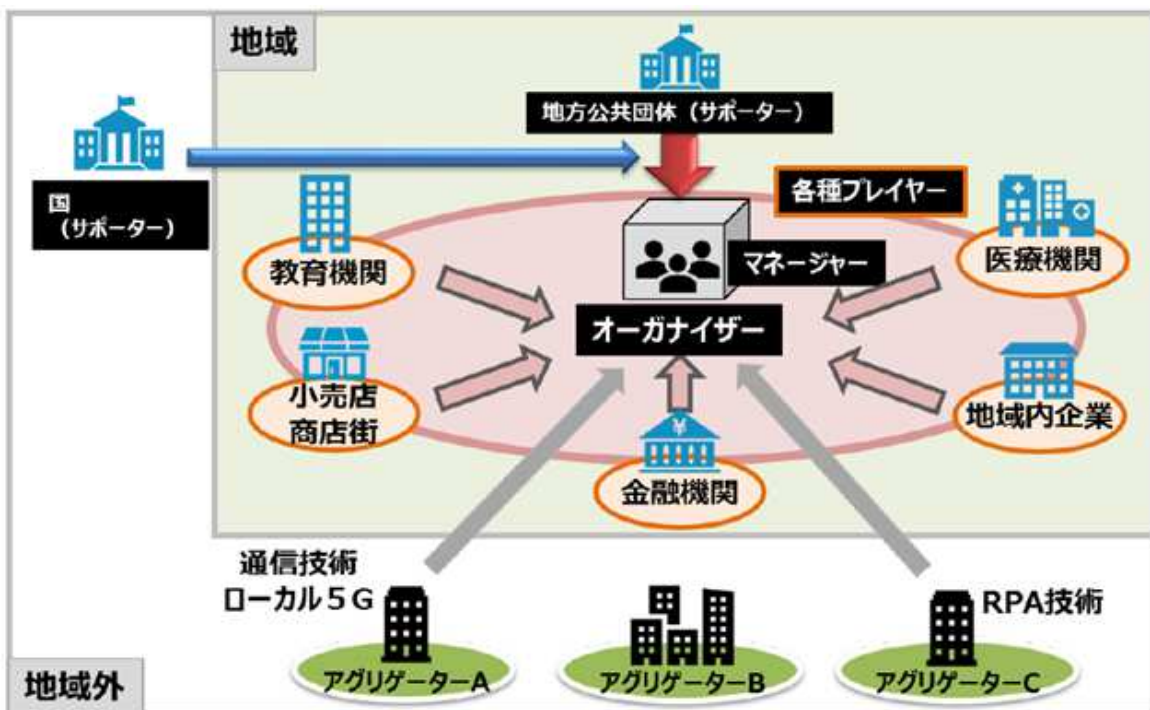 地域
地方公共団体（サポーター）
国
（サポーター）
各種プレイヤー
教育機関
マネージャー
医療機関
オーガナイザー
小売店
商店街
地域内企業
¥
金融機関
通信技術
ローカル５G
RPA技術
アグリゲーターA
アグリゲーターB
アグリゲーターC
地域外